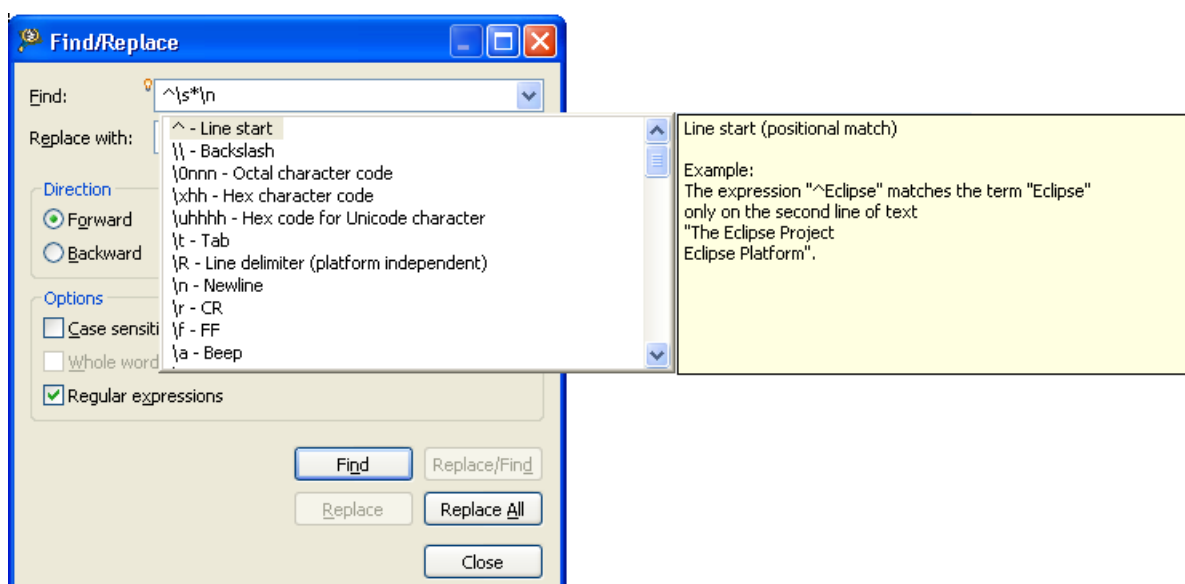 Find/Replace
Find: ^\s*\n
Replace with:
^ - Line start
\\ - Backslash
\0nnn - Octal character code
\xhh - Hex character code
\uhhhh - Hex code for Unicode character
\t - Tab
\R - Line delimiter (platform independent)
\n - Newline
\r - CR
\f - FF
\a - Beep
Line start (positional match)
Example:
The expression "^Eclipse" matches the term "Eclipse"
only on the second line of text
"The Eclipse Project
Eclipse Platform".
Direction
Forward
Backward
Options
Case sensiti
Whole word
Regular expressions
Find
Replace/Find
Replace
Replace All
Close